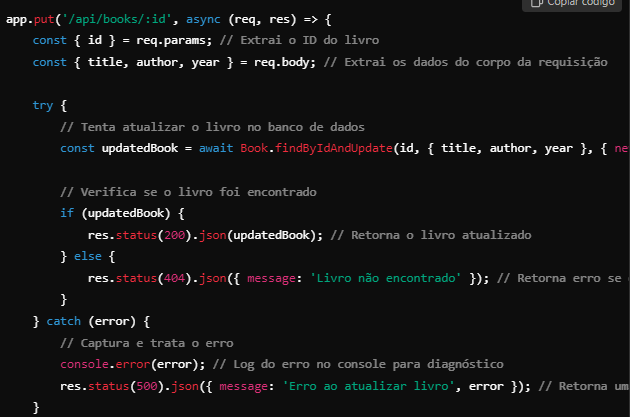 Copiar código
app.put('/api/books/:id', async (req, res) => {
    const { id } = req.params; // Extrai o ID do livro
    const { title, author, year } = req.body; // Extrai os dados do corpo da requisição

    try {
        // Tenta atualizar o livro no banco de dados
        const updatedBook = await Book.findByIdAndUpdate(id, { title, author, year }, { ne

        // Verifica se o livro foi encontrado
        if (updatedBook) {
            res.status(200).json(updatedBook); // Retorna o livro atualizado
        } else {
            res.status(404).json({ message: 'Livro não encontrado' }); // Retorna erro se
        }
    } catch (error) {
        // Captura e trata o erro
        console.error(error); // Log do erro no console para diagnóstico
        res.status(500).json({ message: 'Erro ao atualizar livro', error }); // Retorna um
    }